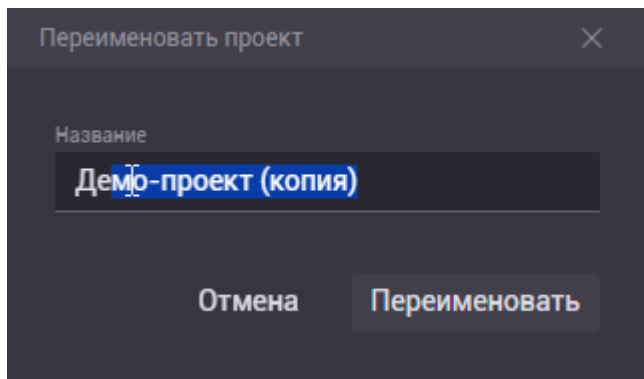 Переименовать проект
Название
Демо-проект (копия)
Отмена Переименовать